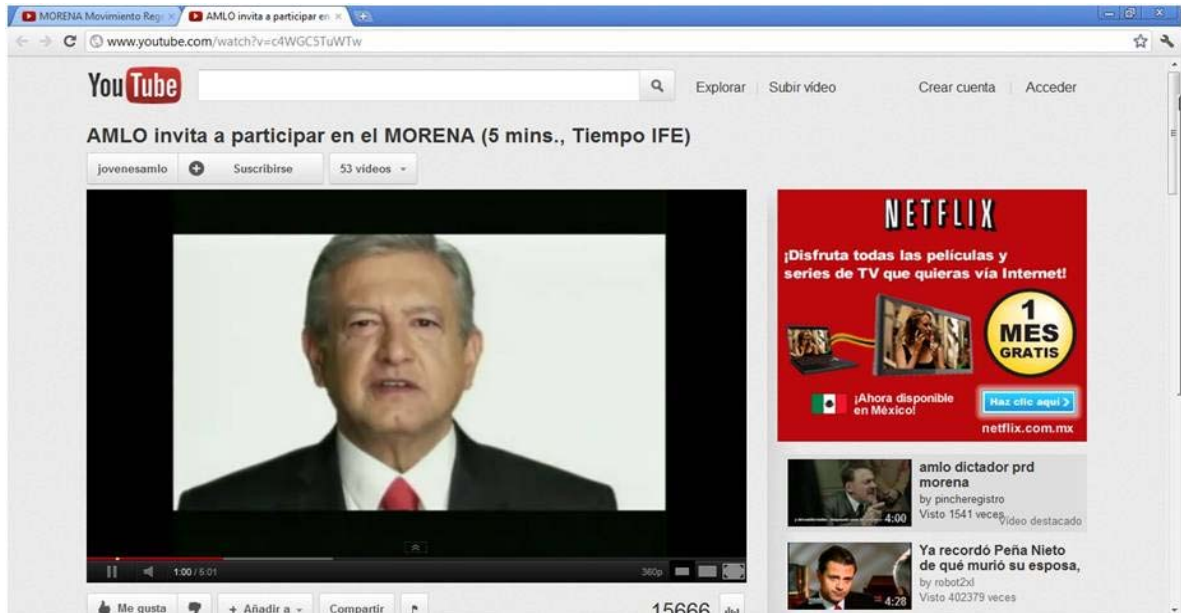 MORENA Movimiento Reg
AMLO invita a participar en
www.youtube.com/watch?v=c4WGC5TuWTw
YouTube
Explorar
Subir vídeo
Crear cuenta
Acceder
AMLO invita a participar en el MORENA (5 mins., Tiempo IFE)
jovenesamlo
Suscribirse
53 vídeos
1:00 / 5:01
360p
Me gusta
+ Añadir a
Compartir
15666
NETFLIX
¡Disfruta todas las películas y
series de TV que quieras vía Internet!
1
MES
GRATIS
¡Ahora disponible
en México!
Haz clic aquí
netflix.com.mx
amlo dictador prd
morena
by pincheregistro
Visto 1541 veces
Vídeo destacado
4:00
Ya recordó Peña Nieto
de qué murió su esposa,
by robot2xl
Visto 402379 veces
4:28